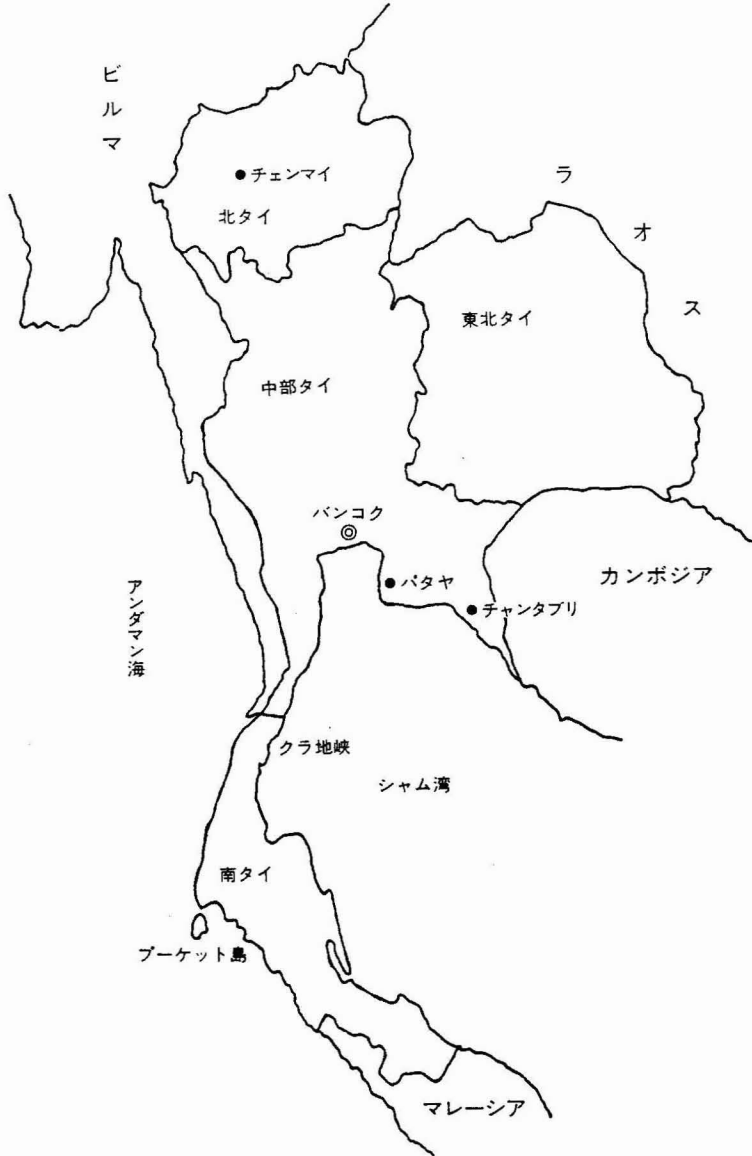 ビルマ
チェンマイ
北タイ
ラオス
東北タイ
中部タイ
バンコク
パタヤ
チャンタブリ
カンボジア
アンダマン海
クラ地峡
シャム湾
南タイ
プーケット島
マレーシア